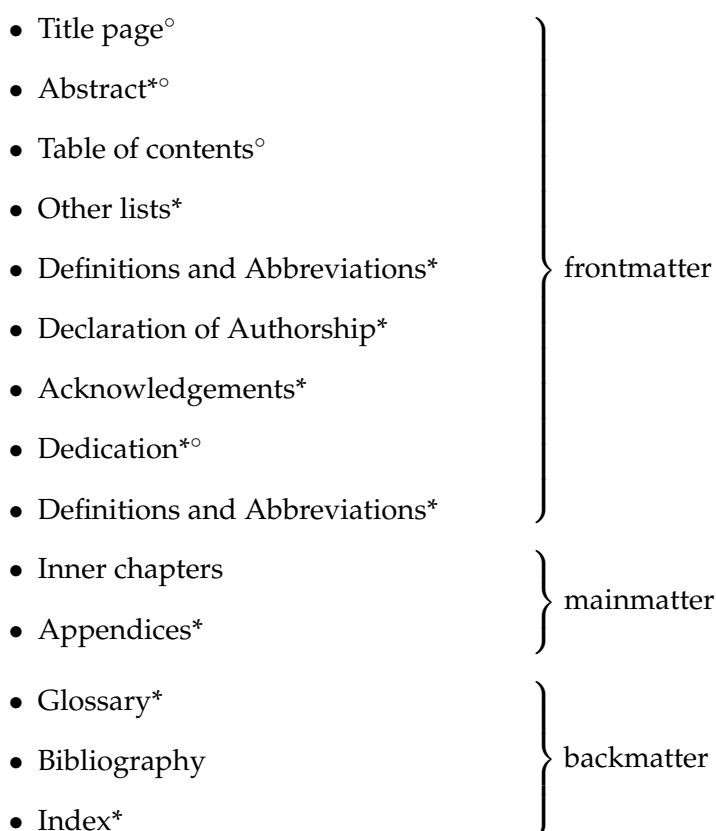 • Title page°
• Abstract*°
• Table of contents°
• Other lists*
• Definitions and Abbreviations* frontmatter
• Declaration of Authorship*
• Acknowledgements*
• Dedication*°
• Definitions and Abbreviations*
• Inner chapters
mainmatter
• Appendices*
• Glossary*
• Bibliography backmatter
• Index*